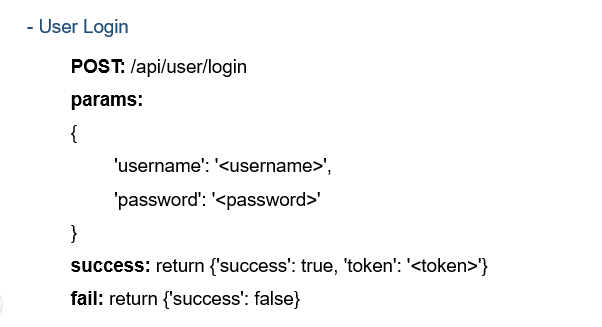 - User Login
POST: /api/user/login
params:
{
'username': '<username>',
'password': '<password>'
}
success: return {'success': true, 'token': '<token>'}
fail: return {'success': false}